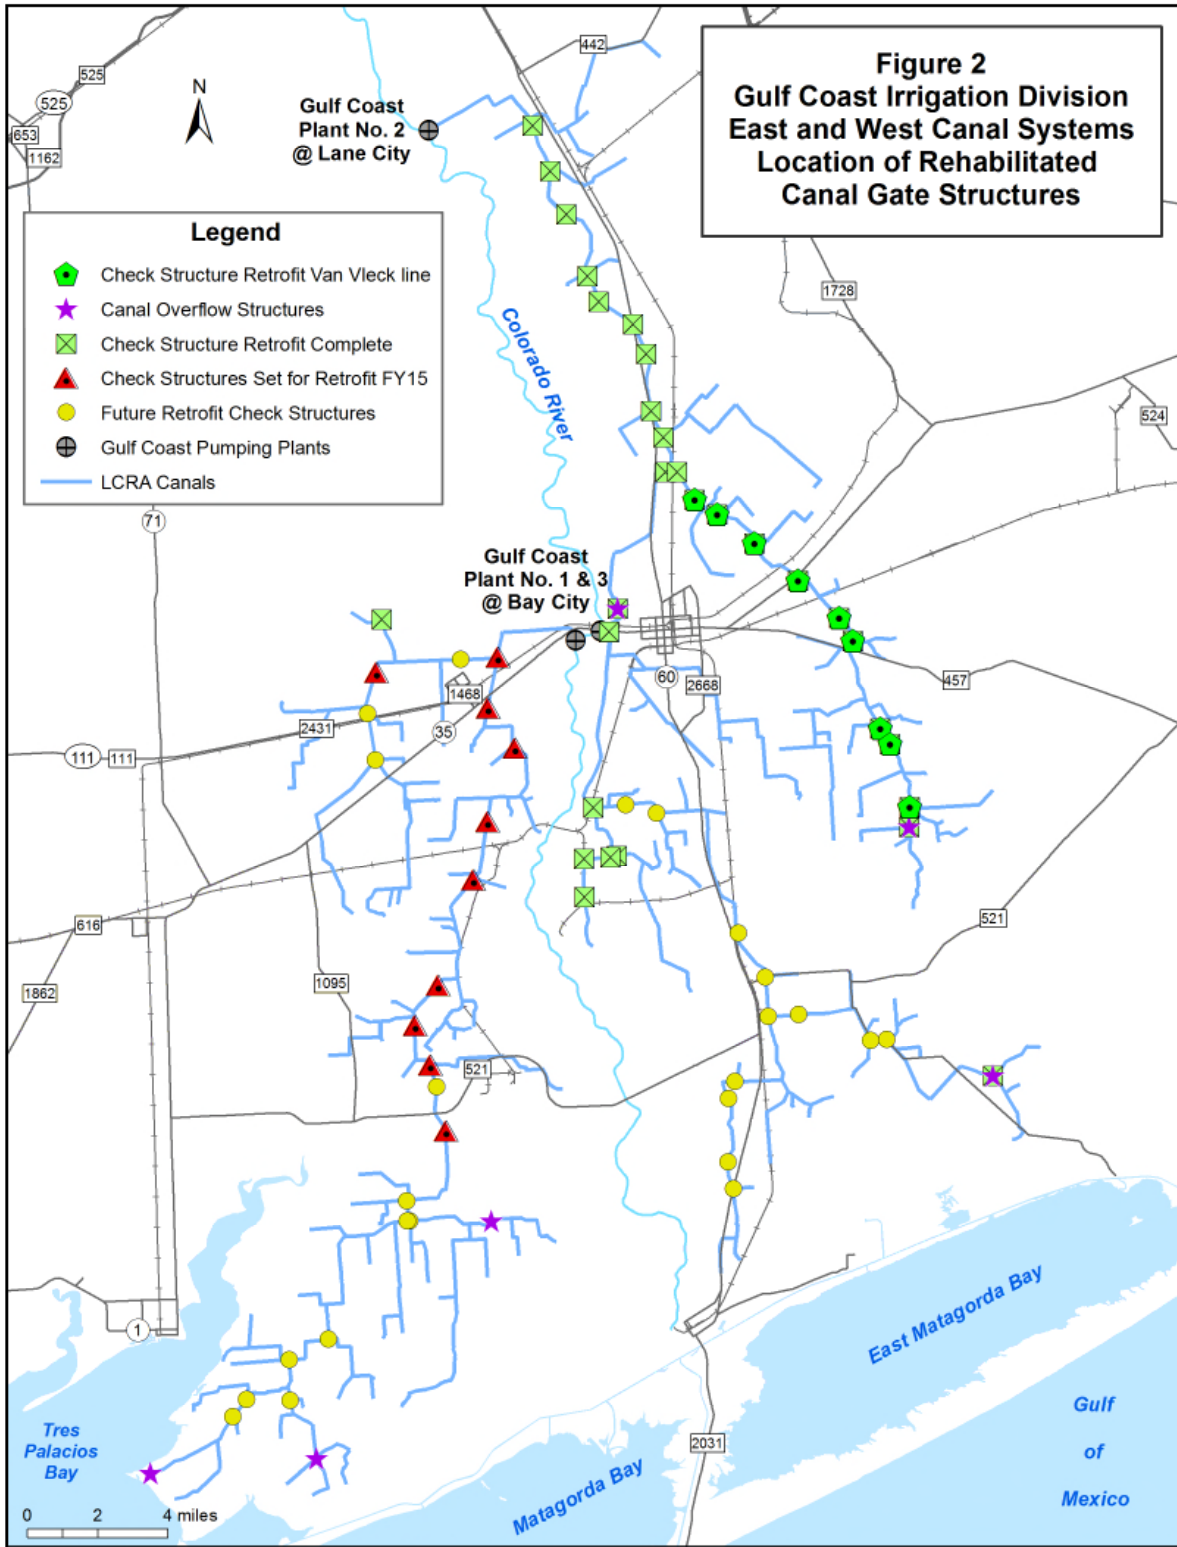 442
525
525
653
1162
N
Gulf Coast
Plant No. 2
@ Lane City
Figure 2
Gulf Coast Irrigation Division
East and West Canal Systems
Location of Rehabilitated
Canal Gate Structures
Legend
Check Structure Retrofit Van Vleck line
Canal Overflow Structures
Check Structure Retrofit Complete
Check Structures Set for Retrofit FY15
Future Retrofit Check Structures
Gulf Coast Pumping Plants
LCRA Canals
1728
Colorado River
524
71
Gulf Coast
Plant No. 1 & 3
@ Bay City
60
2668
457
1468
2431
35
111
111
616
521
1862
1095
521
1
East Matagorda Bay
Gulf
of
Mexico
Tres
Palacios
Bay
2031
Matagorda Bay
0 2 4 miles